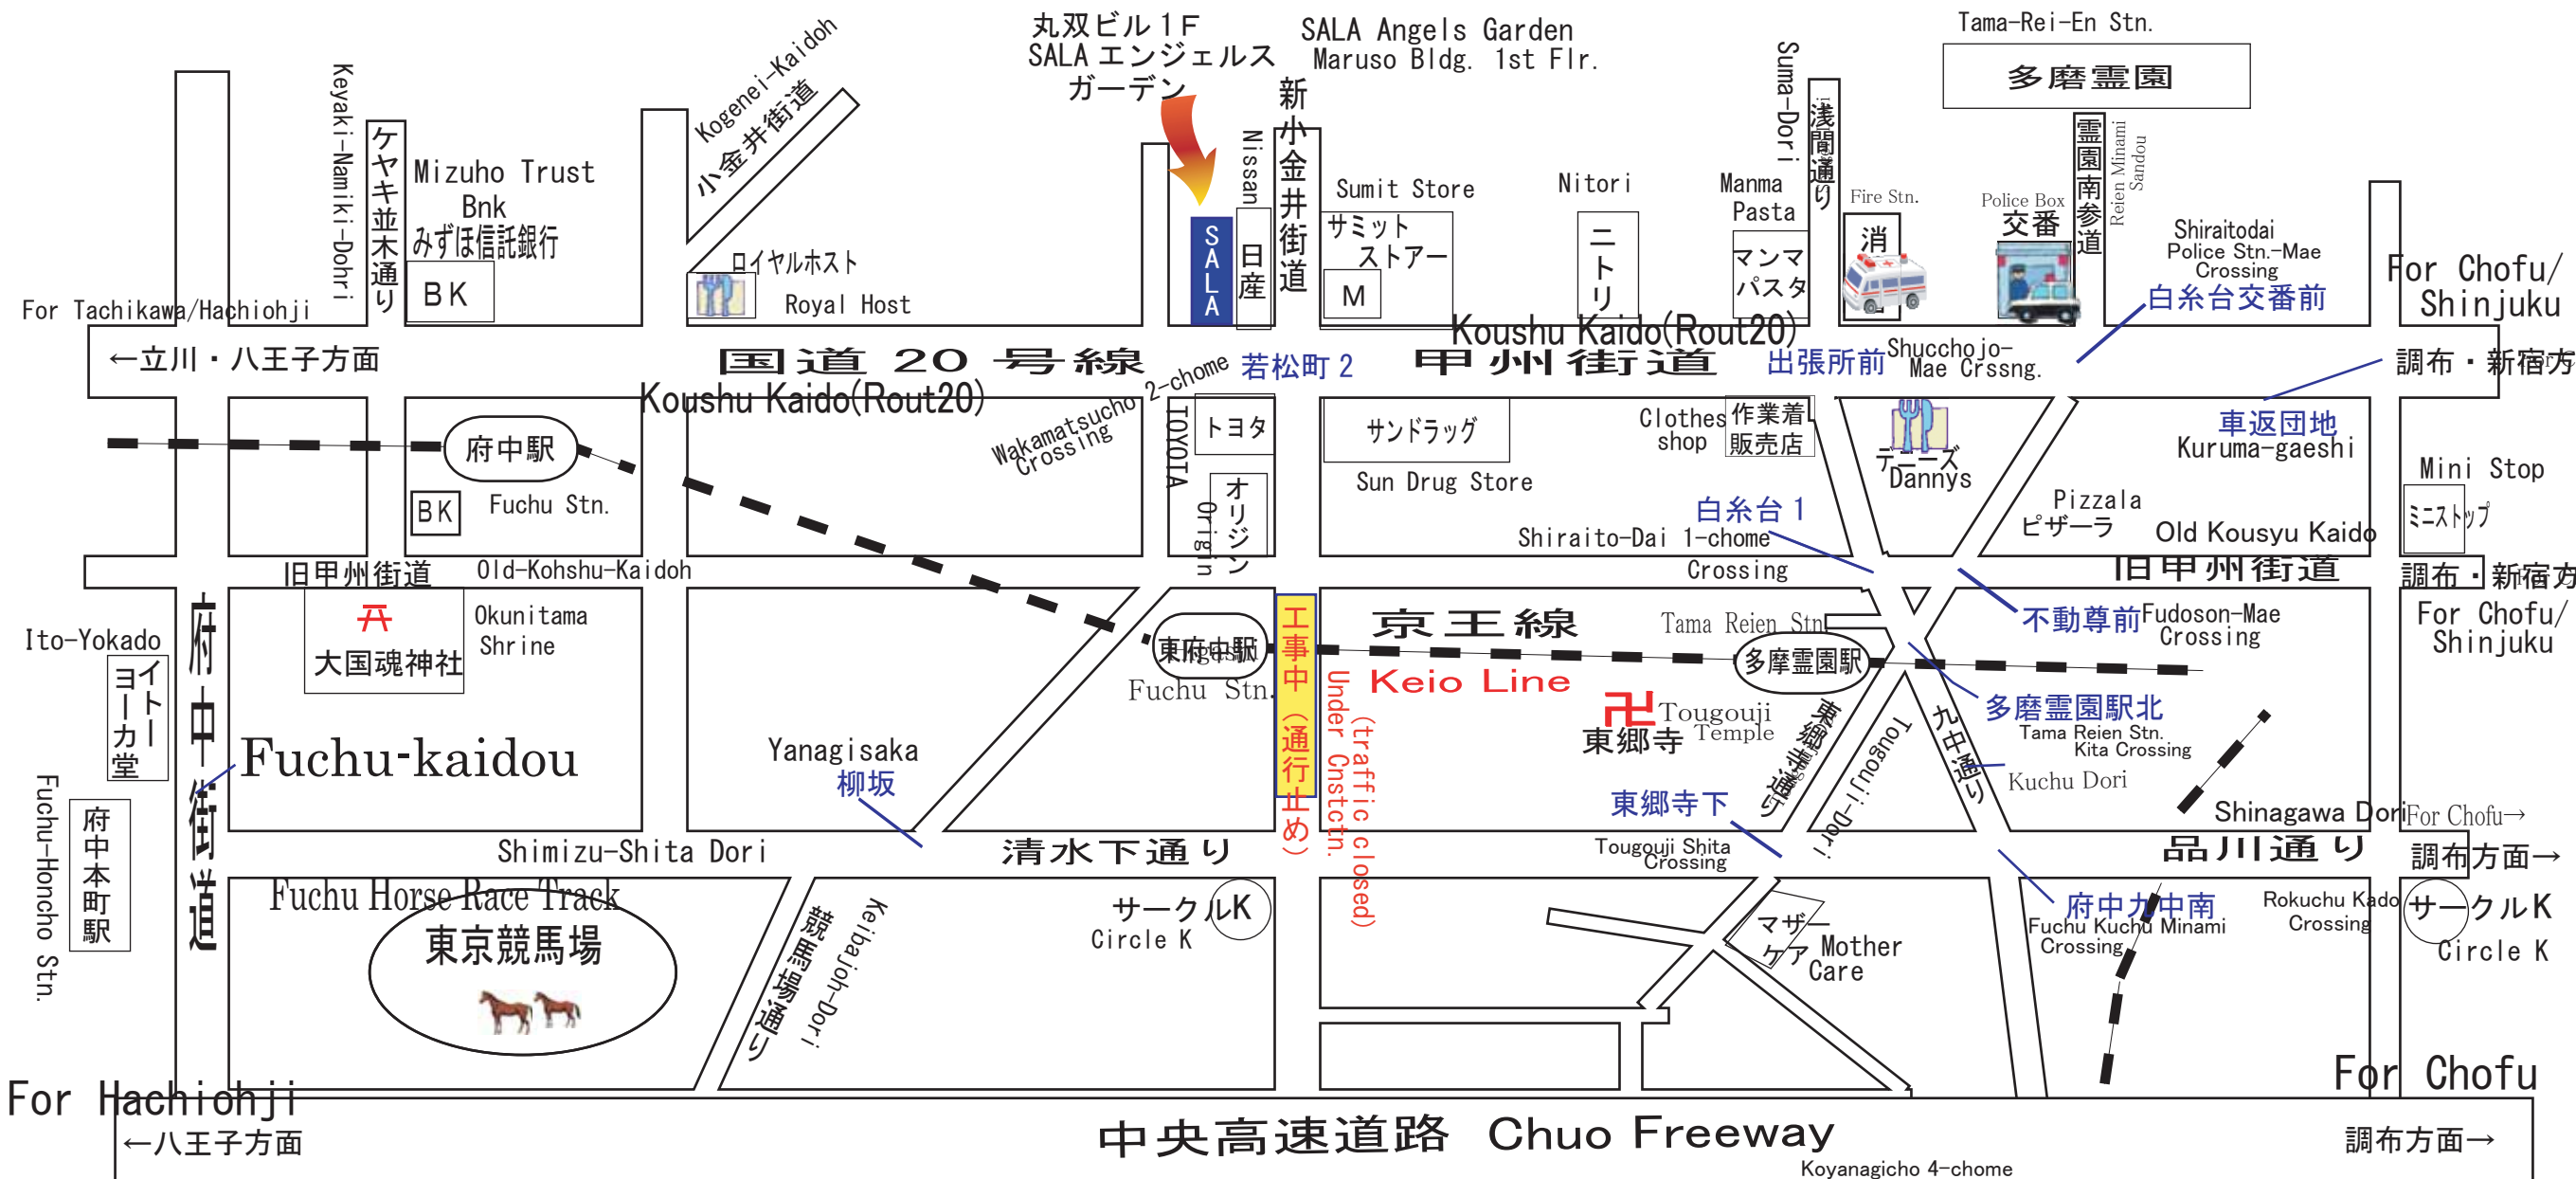 丸双ビル 1 F
SALA エンジェルス
ガーデン
SALA Angels Garden
Maruso Bldg. 1st Flr.
Tama-Rei-En Stn.
多磨霊園
Keyaki-Namiki-Dohri
ケヤキ並木通り
Mizuho Trust
Bnk
みずほ信託銀行
BK
Kogenei-Kaidoh
小金井街道
ロイヤルホスト
Royal Host
SALA
Nissan
日産
新小金井街道
Sumit Store
サミット
ストアー
M
Nitori
ニトリ
Manma
Pasta
マンマ
パスタ
Suma-Dori
浅間通り
Fire Stn.
消
Police Box
交番
霊園南参道
Reien Minami
Sandou
Shiraitodai
Police Stn.-Mae
Crossing
白糸台交番前
For Chofu/
Shinjuku
For Tachikawa/Hachiohji
←立川・八王子方面
国道 20 号線
Koushu Kaido(Rout20)
若松町 2
Wakamatsucho 2-chome
Crossing
Koushu Kaido(Rout20)
甲州街道
出張所前
Shucchojo-
Mae Crssng.
調布・新宿方
車返団地
Kuruma-gaeshi
府中駅
Fuchu Stn.
BK
TOYOTA
トヨタ
オリジン
Origin
サンドラッグ
Sun Drug Store
Clothes
shop
作業着
販売店
デニーズ
Dannys
白糸台 1
Shiraito-Dai 1-chome
Crossing
Pizzala
ピザーラ
Mini Stop
ミニストップ
Old Kousyu Kaido
旧甲州街道
調布・新宿方
For Chofu/
Shinjuku
旧甲州街道
Old-Kohshu-Kaidoh
Okunitama
Shrine
大国魂神社
Ito-Yokado
イトー
ヨーカ堂
府中街道
Fuchu-kaidou
Fuchu-Honcho Stn.
府中本町駅
東府中駅
Higashi
Fuchu Stn.
工事中（通行止め）
Under Cnstctn.
(traffic closed)
京王線
Keio Line
Tama Reien Stn.
多摩霊園駅
不動尊前
Fudoson-Mae
Crossing
卍
Tougouji
Temple
東郷寺
東郷寺通り
Tougouji-Dori
九中通り
Kuchu Dori
多磨霊園駅北
Tama Reien Stn.
Kita Crossing
Yanagisaka
柳坂
Shimizu-Shita Dori
清水下通り
東郷寺下
Tougouji Shita
Crossing
Shinagawa Dori
品川通り
For Chofu→
調布方面→
Fuchu Horse Race Track
東京競馬場
競馬場通り
Keibajoh-Dori
サークルK
Circle K
マザー
ケア
Mother
Care
府中九中南
Fuchu Kuchu Minami
Crossing
Rokuchu Kado
Crossing
サークルK
Circle K
For Hachiohji
←八王子方面
中央高速道路 Chuo Freeway
For Chofu
調布方面→
Koyanagicho 4-chome